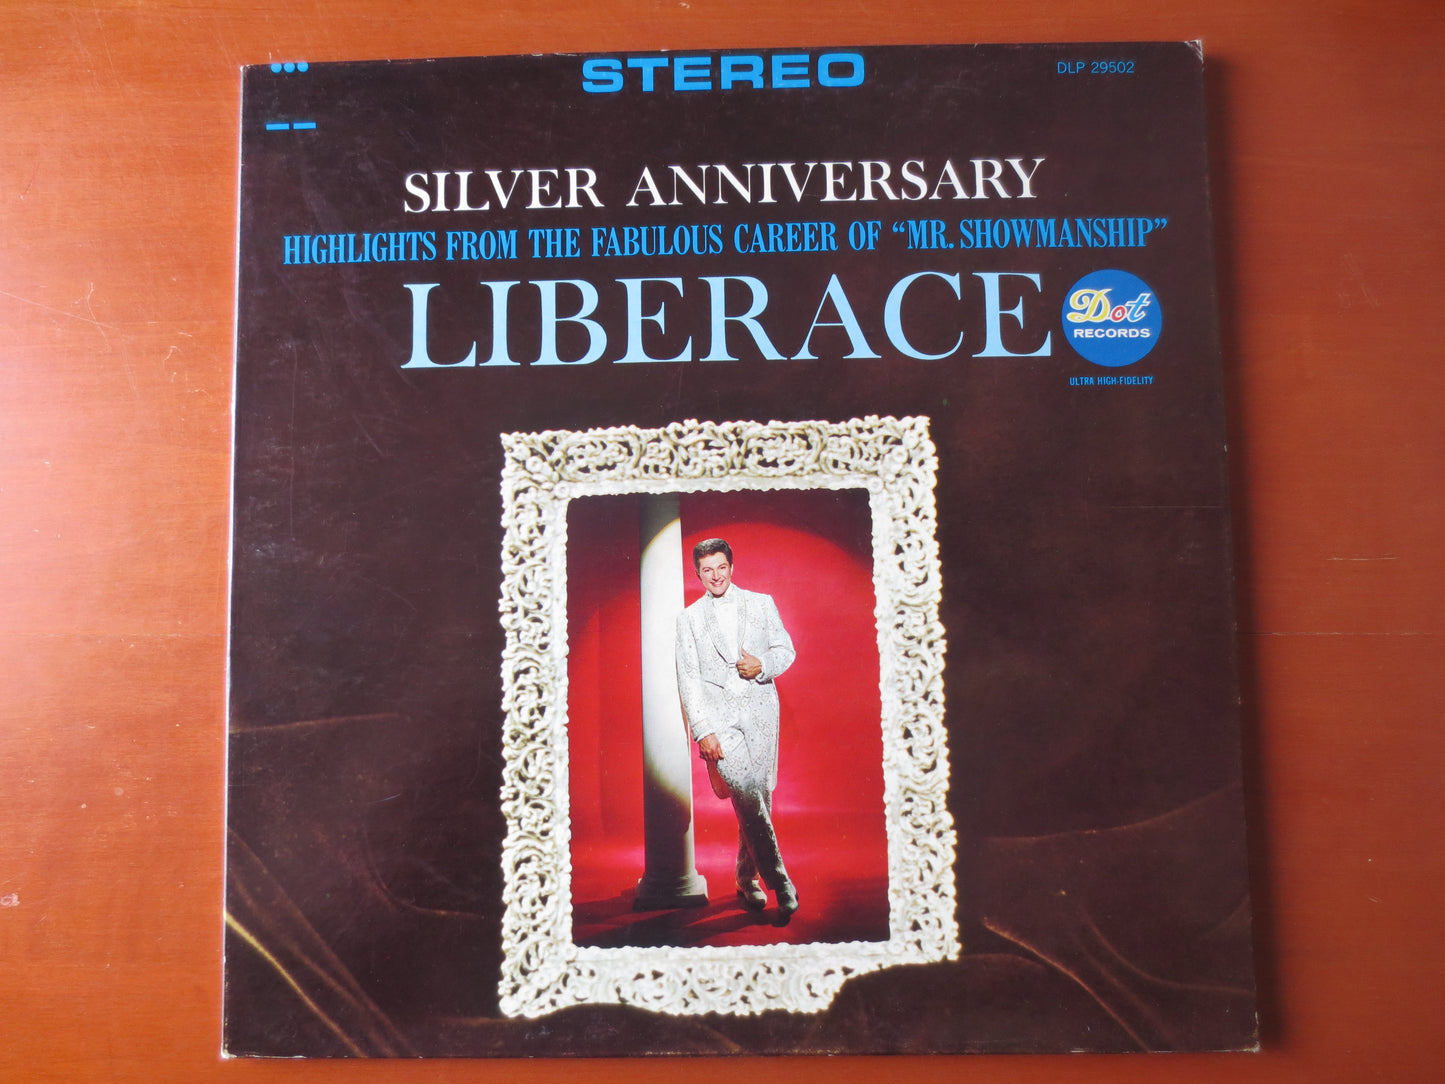 STEREO
DLP 29502
SILVER ANNIVERSARY
HIGHLIGHTS FROM THE FABULOUS CAREER OF “MR. SHOWMANSHIP”
LIBERACE
Dot
RECORDS
ULTRA HIGH-FIDELITY